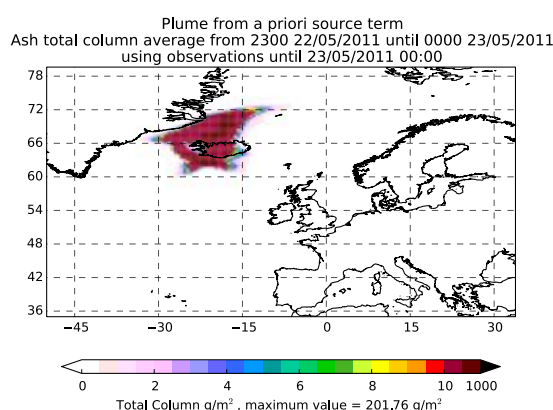 Plume from a priori source term
Ash total column average from 2300 22/05/2011 until 0000 23/05/2011
using observations until 23/05/2011 00:00
78
72
66
60
54
48
42
36
−45 −30 −15 0 15 30
0 2 4 6 8 10 1000
Total Column g/m² , maximum value = 201.76 g/m²